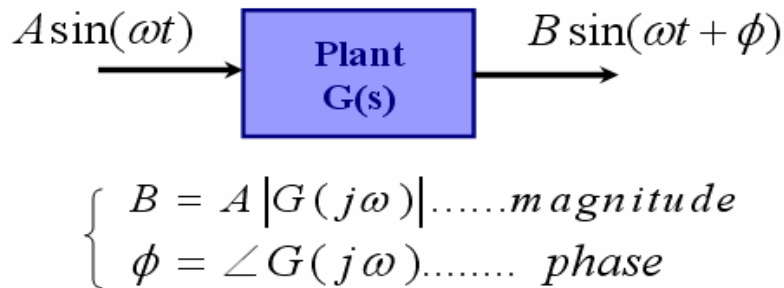 A sin(ωt)
Plant
G(s)
B sin(ωt + ϕ)
B = A |G(jω)|......magnitude
ϕ = ∠G(jω)........ phase